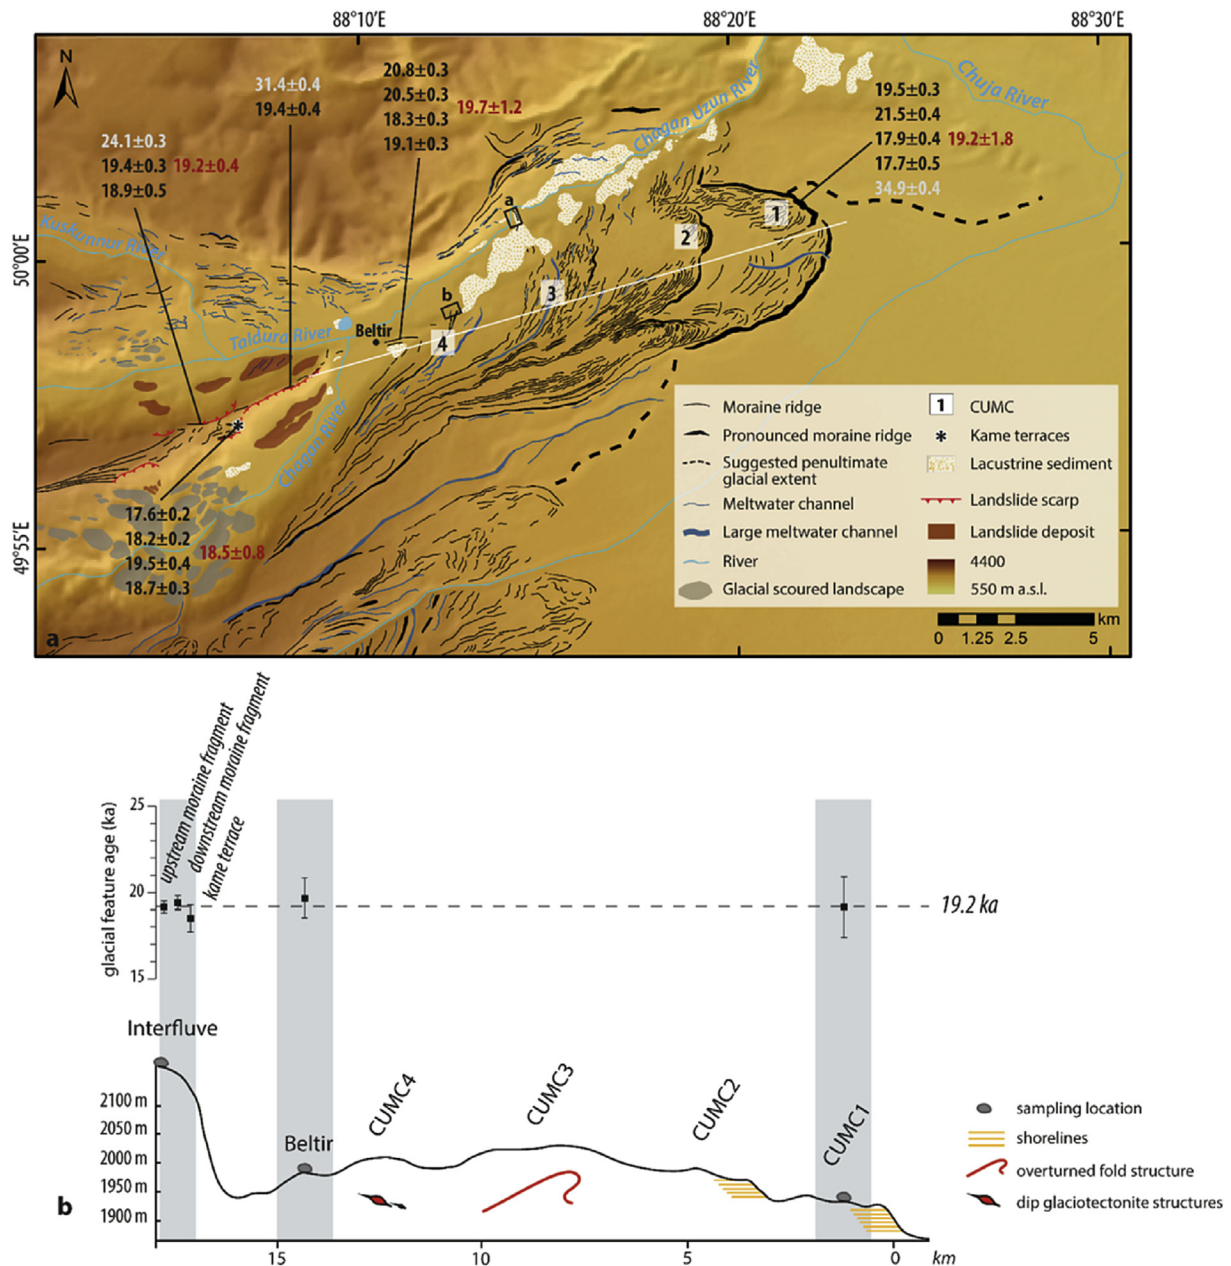 88°10'E
88°20'E
88°30'E
N
31.4±0.4
19.4±0.4
20.8±0.3
20.5±0.3
18.3±0.3
19.1±0.3
19.7±1.2
24.1±0.3
19.4±0.3
18.9±0.5
19.2±0.4
19.5±0.3
21.5±0.4
17.9±0.4
17.7±0.5
34.9±0.4
19.2±1.8
Chagan Uzun River
Chuja River
Kuskunnur River
Taldura River
Chagan River
Beltir
a
b
1
2
3
4
50°00'E
49°55'E
17.6±0.2
18.2±0.2
19.5±0.4
18.7±0.3
18.5±0.8
a
Moraine ridge
Pronounced moraine ridge
Suggested penultimate
glacial extent
Meltwater channel
Large meltwater channel
River
Glacial scoured landscape
1 CUMC
* Kame terraces
Lacustrine sediment
Landslide scarp
Landslide deposit
4400
550 m a.s.l.
km
0 1.25 2.5 5
upstream moraine fragment
downstream moraine fragment
kame terrace
glacial feature age (ka)
25
20
15
19.2 ka
Interfluve
2100 m
2050 m
2000 m
1950 m
1900 m
Beltir
CUMC4
CUMC3
CUMC2
CUMC1
sampling location
shorelines
overturned fold structure
dip glaciotectonite structures
b
15
10
5
0
km